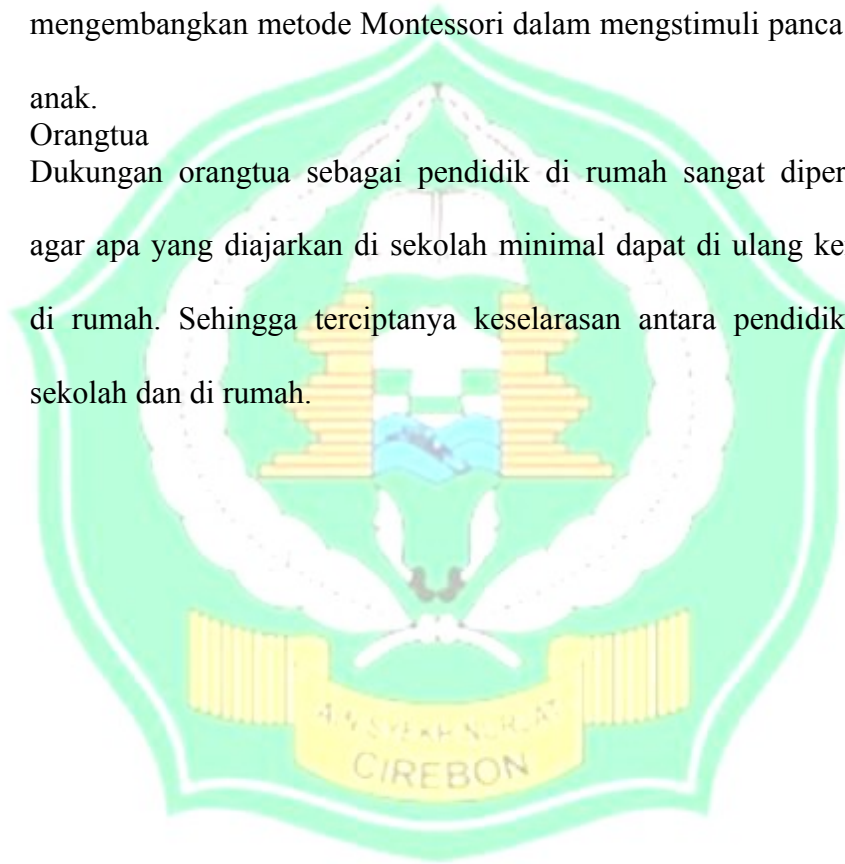 mengembangkan metode Montessori dalam mengstimuli panca
anak.
Orangtua
Dukungan orangtua sebagai pendidik di rumah sangat diper
agar apa yang diajarkan di sekolah minimal dapat di ulang ke
di rumah. Sehingga terciptanya keselarasan antara pendidik
sekolah dan di rumah.
CIREBON